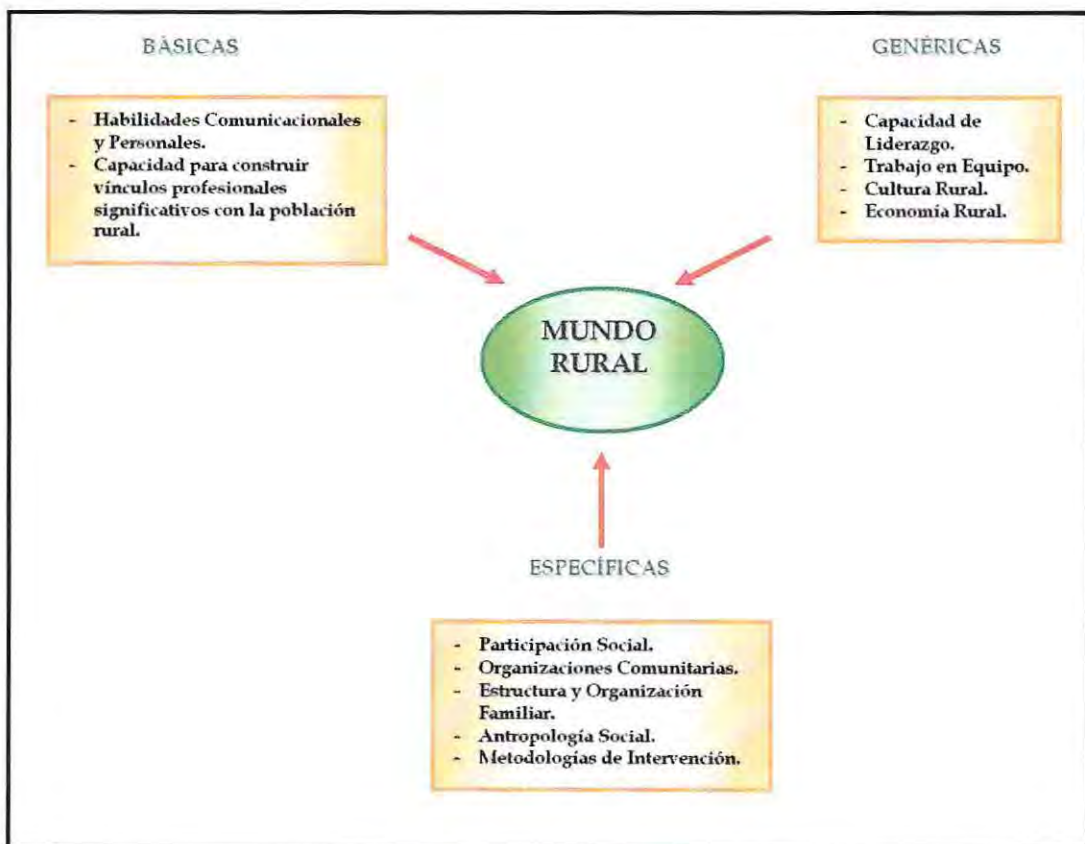 BÁSICAS
- Habilidades Comunicacionales
y Personales.
- Capacidad para construir
vínculos profesionales
significativos con la población
rural.
GENÉRICAS
- Capacidad de
Liderazgo.
- Trabajo en Equipo.
- Cultura Rural.
- Economía Rural.
MUNDO
RURAL
ESPECÍFICAS
- Participación Social.
- Organizaciones Comunitarias.
- Estructura y Organización
Familiar.
- Antropología Social.
- Metodologías de Intervención.